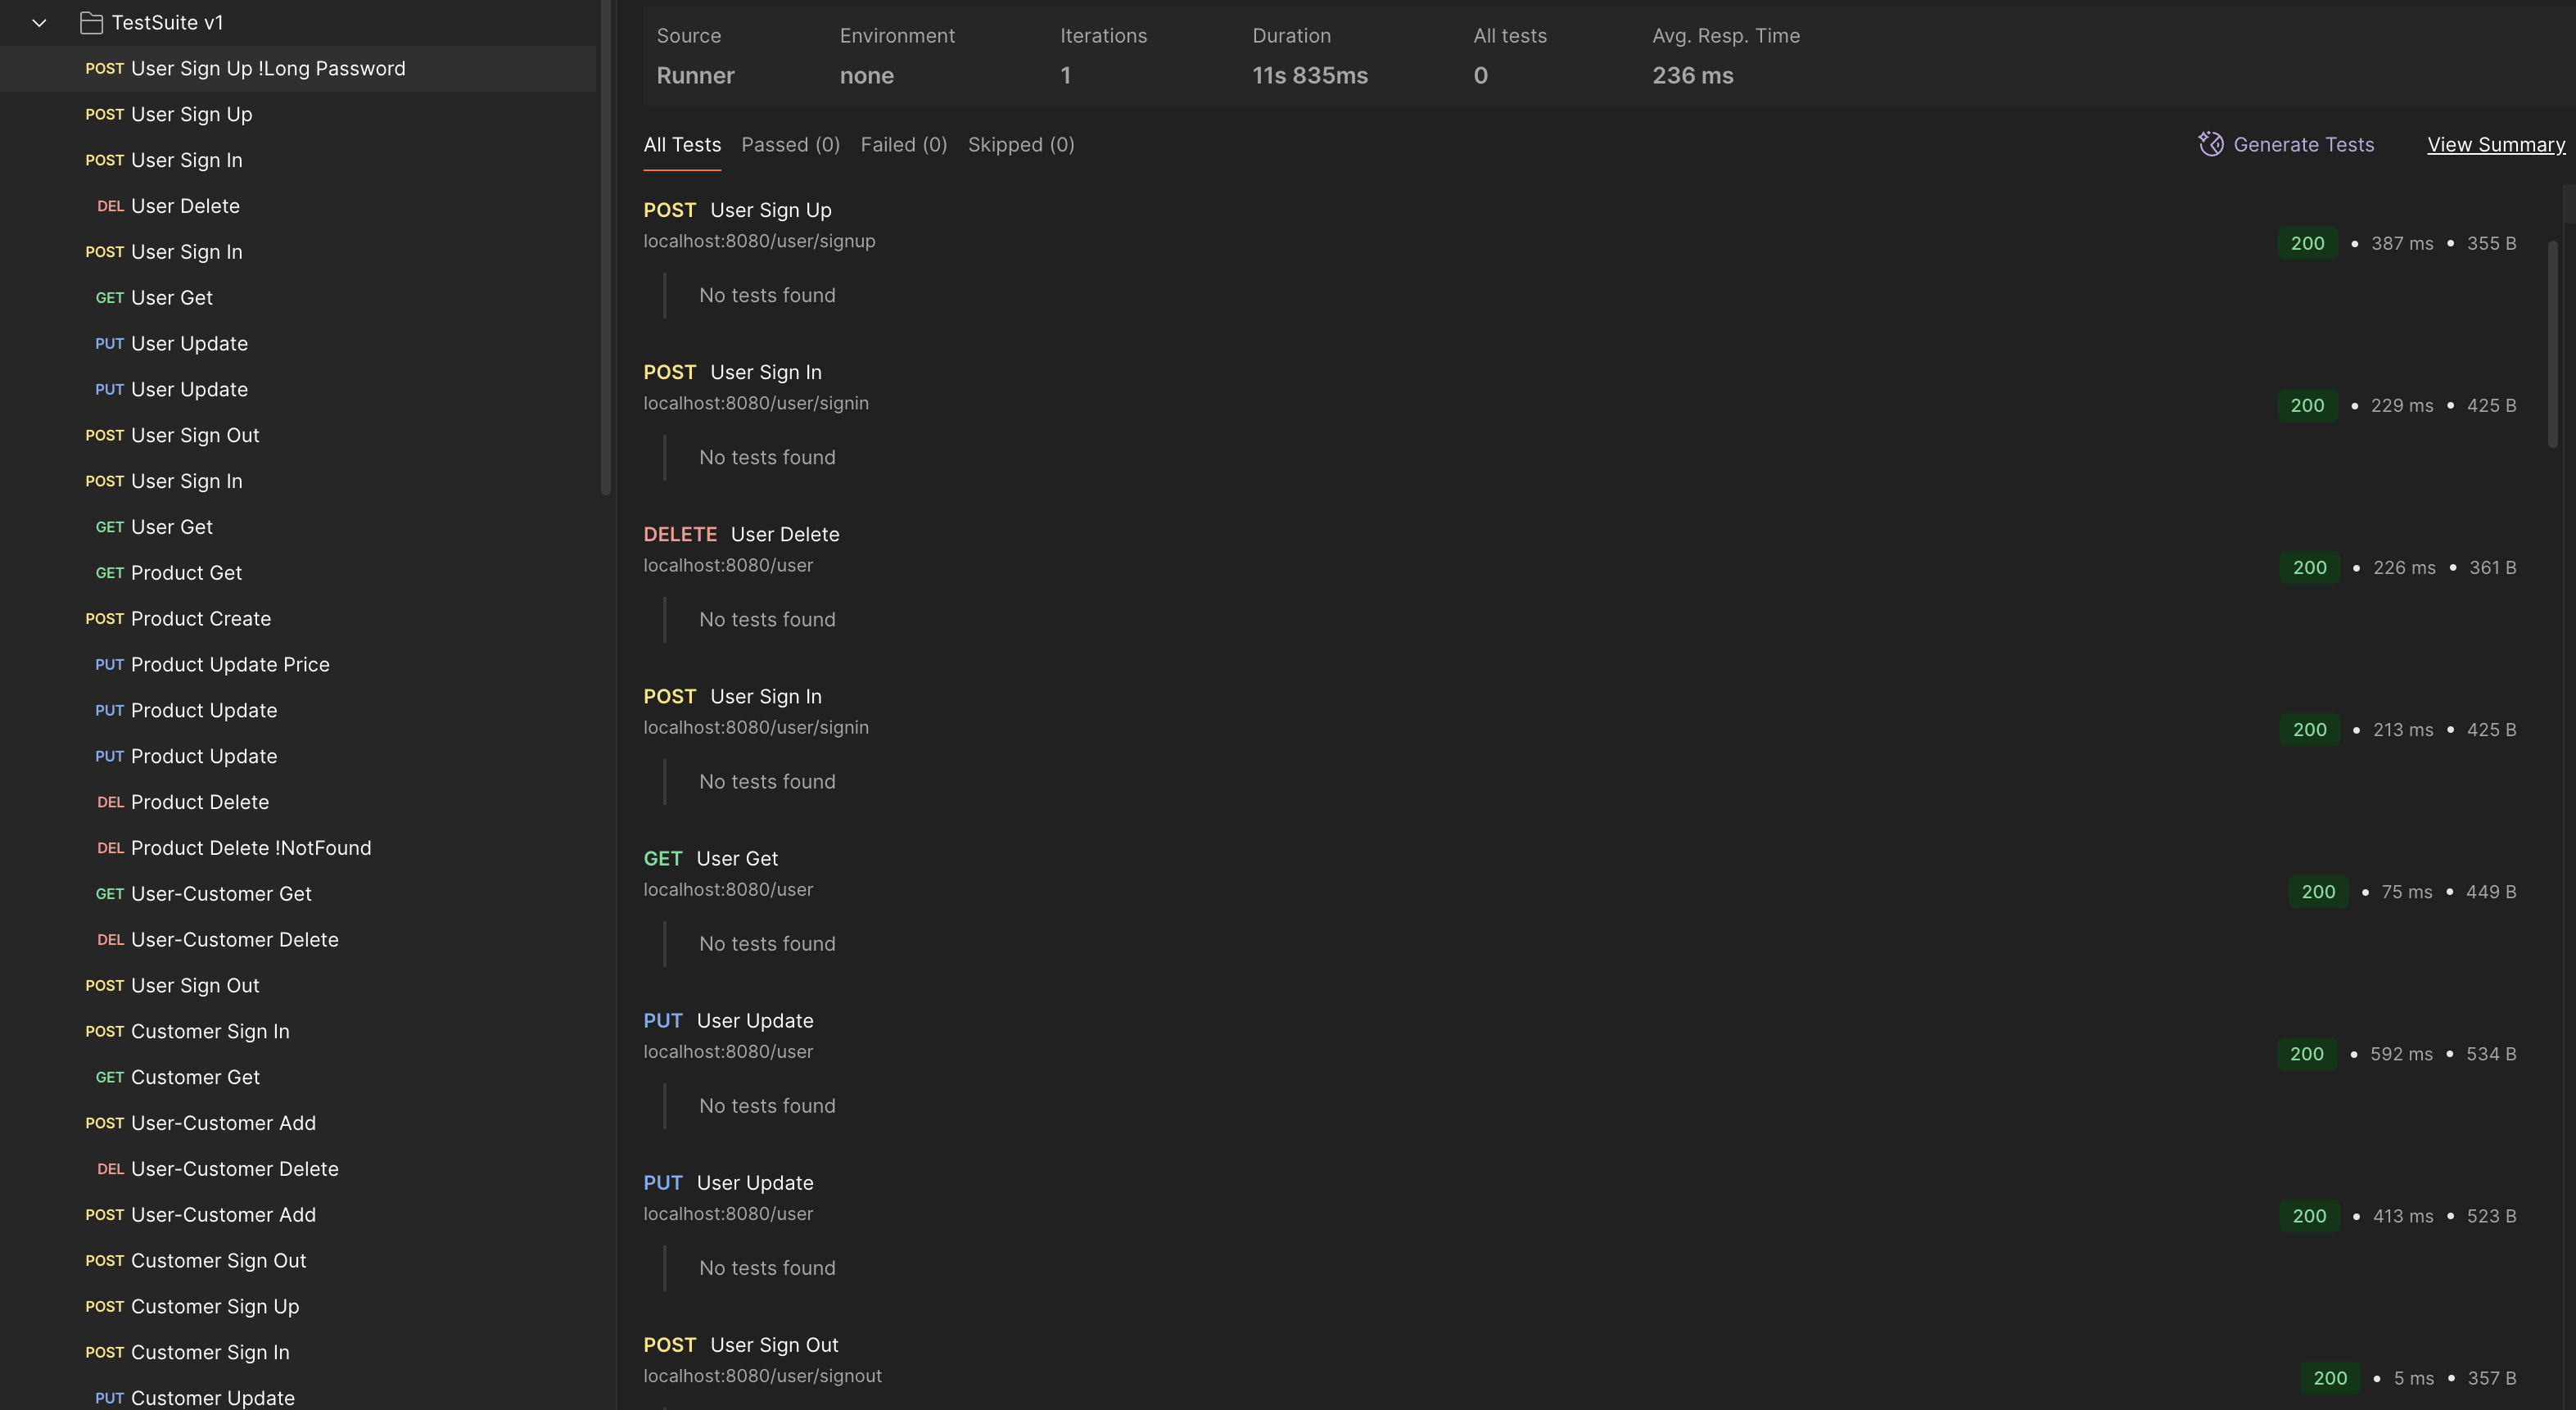 TestSuite v1
POST User Sign Up !Long Password
POST User Sign Up
POST User Sign In
DEL User Delete
POST User Sign In
GET User Get
PUT User Update
PUT User Update
POST User Sign Out
POST User Sign In
GET User Get
GET Product Get
POST Product Create
PUT Product Update Price
PUT Product Update
PUT Product Update
DEL Product Delete
DEL Product Delete !NotFound
GET User-Customer Get
DEL User-Customer Delete
POST User Sign Out
POST Customer Sign In
GET Customer Get
POST User-Customer Add
DEL User-Customer Delete
POST User-Customer Add
POST Customer Sign Out
POST Customer Sign Up
POST Customer Sign In
PUT Customer Update
Source Environment Iterations Duration All tests Avg. Resp. Time
Runner none 1 11s 835ms 0 236 ms
All Tests Passed (0) Failed (0) Skipped (0) Generate Tests View Summary
POST User Sign Up
localhost:8080/user/signup
200 • 387 ms • 355 B
No tests found
POST User Sign In
localhost:8080/user/signin
200 • 229 ms • 425 B
No tests found
DELETE User Delete
localhost:8080/user
200 • 226 ms • 361 B
No tests found
POST User Sign In
localhost:8080/user/signin
200 • 213 ms • 425 B
No tests found
GET User Get
localhost:8080/user
200 • 75 ms • 449 B
No tests found
PUT User Update
localhost:8080/user
200 • 592 ms • 534 B
No tests found
PUT User Update
localhost:8080/user
200 • 413 ms • 523 B
No tests found
POST User Sign Out
localhost:8080/user/signout
200 • 5 ms • 357 B